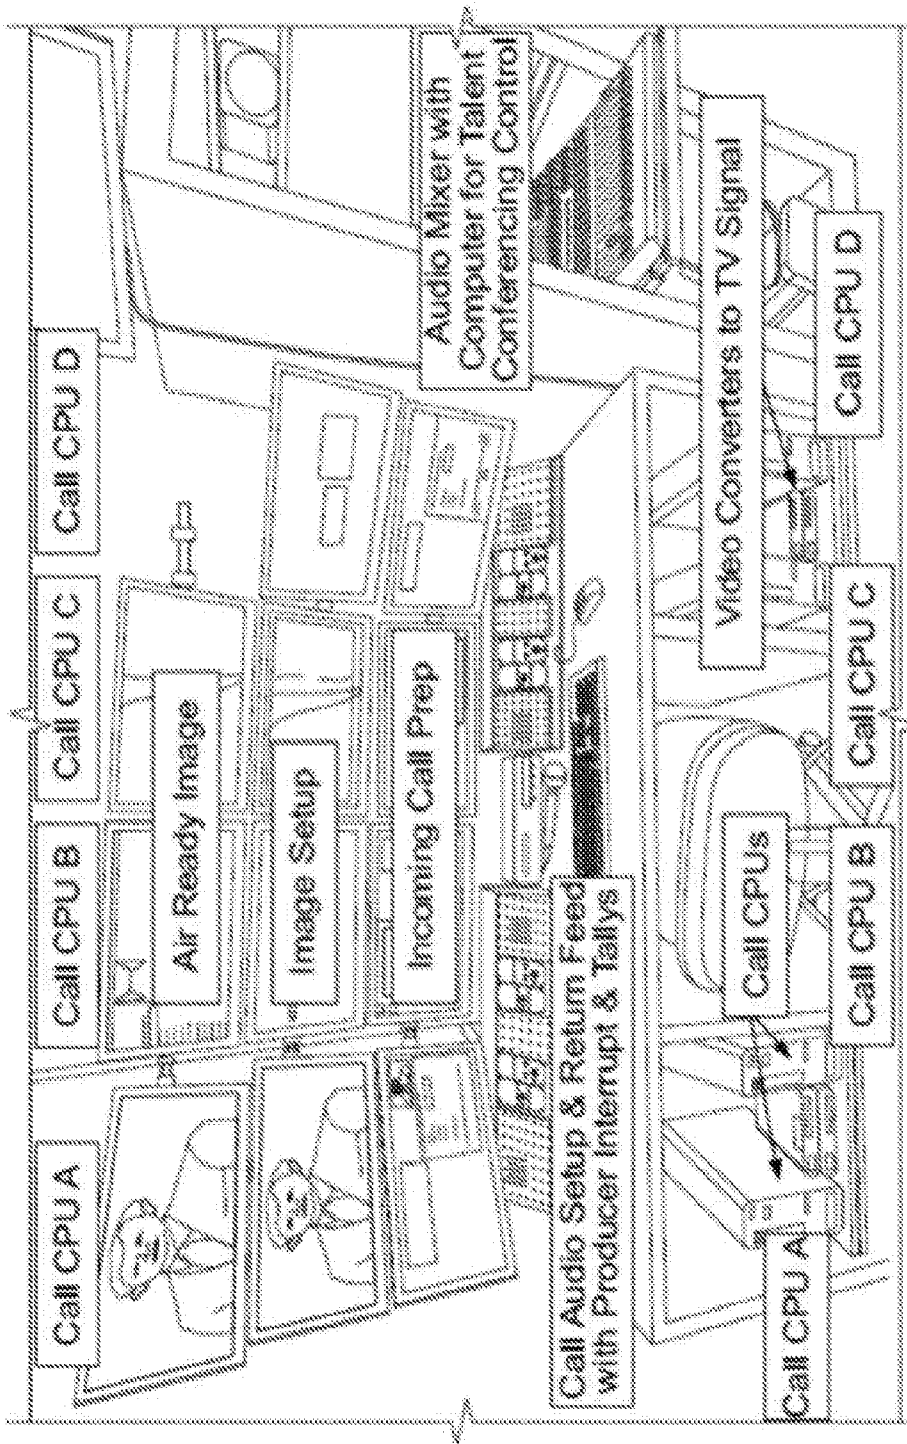 Call CPU A
Call CPU B
Call CPU C
Call CPU D
Air Ready Image
Image Setup
Incoming Call Prep
Audio Mixer with
Computer for Talent
Conferencing Control
Call Audio Setup & Return Feed
with Producer Interrupt & Tallys
Video Converters to TV Signal
Call CPUs
Call CPU A
Call CPU B
Call CPU C
Call CPU D